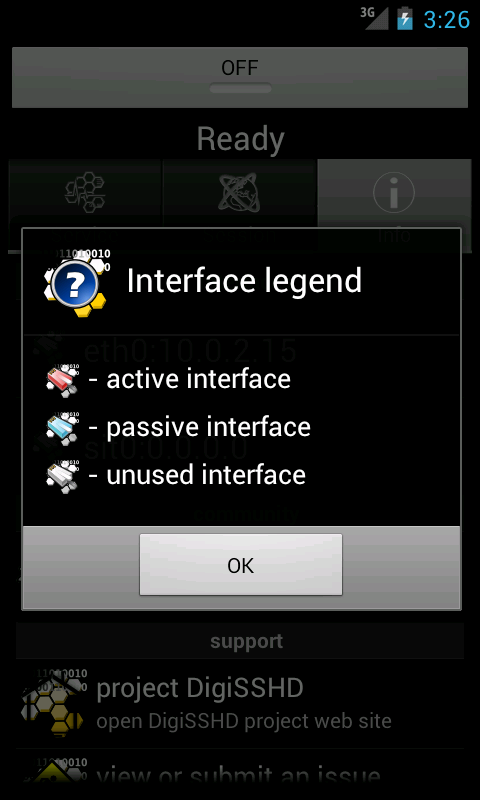 3G 3:26
OFF
Ready
Info
Interface legend
eth0:10.0.2.15
- active interface
- passive interface
sit0:0.0.0.0
- unused interface
OK
support
project DigiSSHD
open DigiSSHD project web site
view or submit an issue